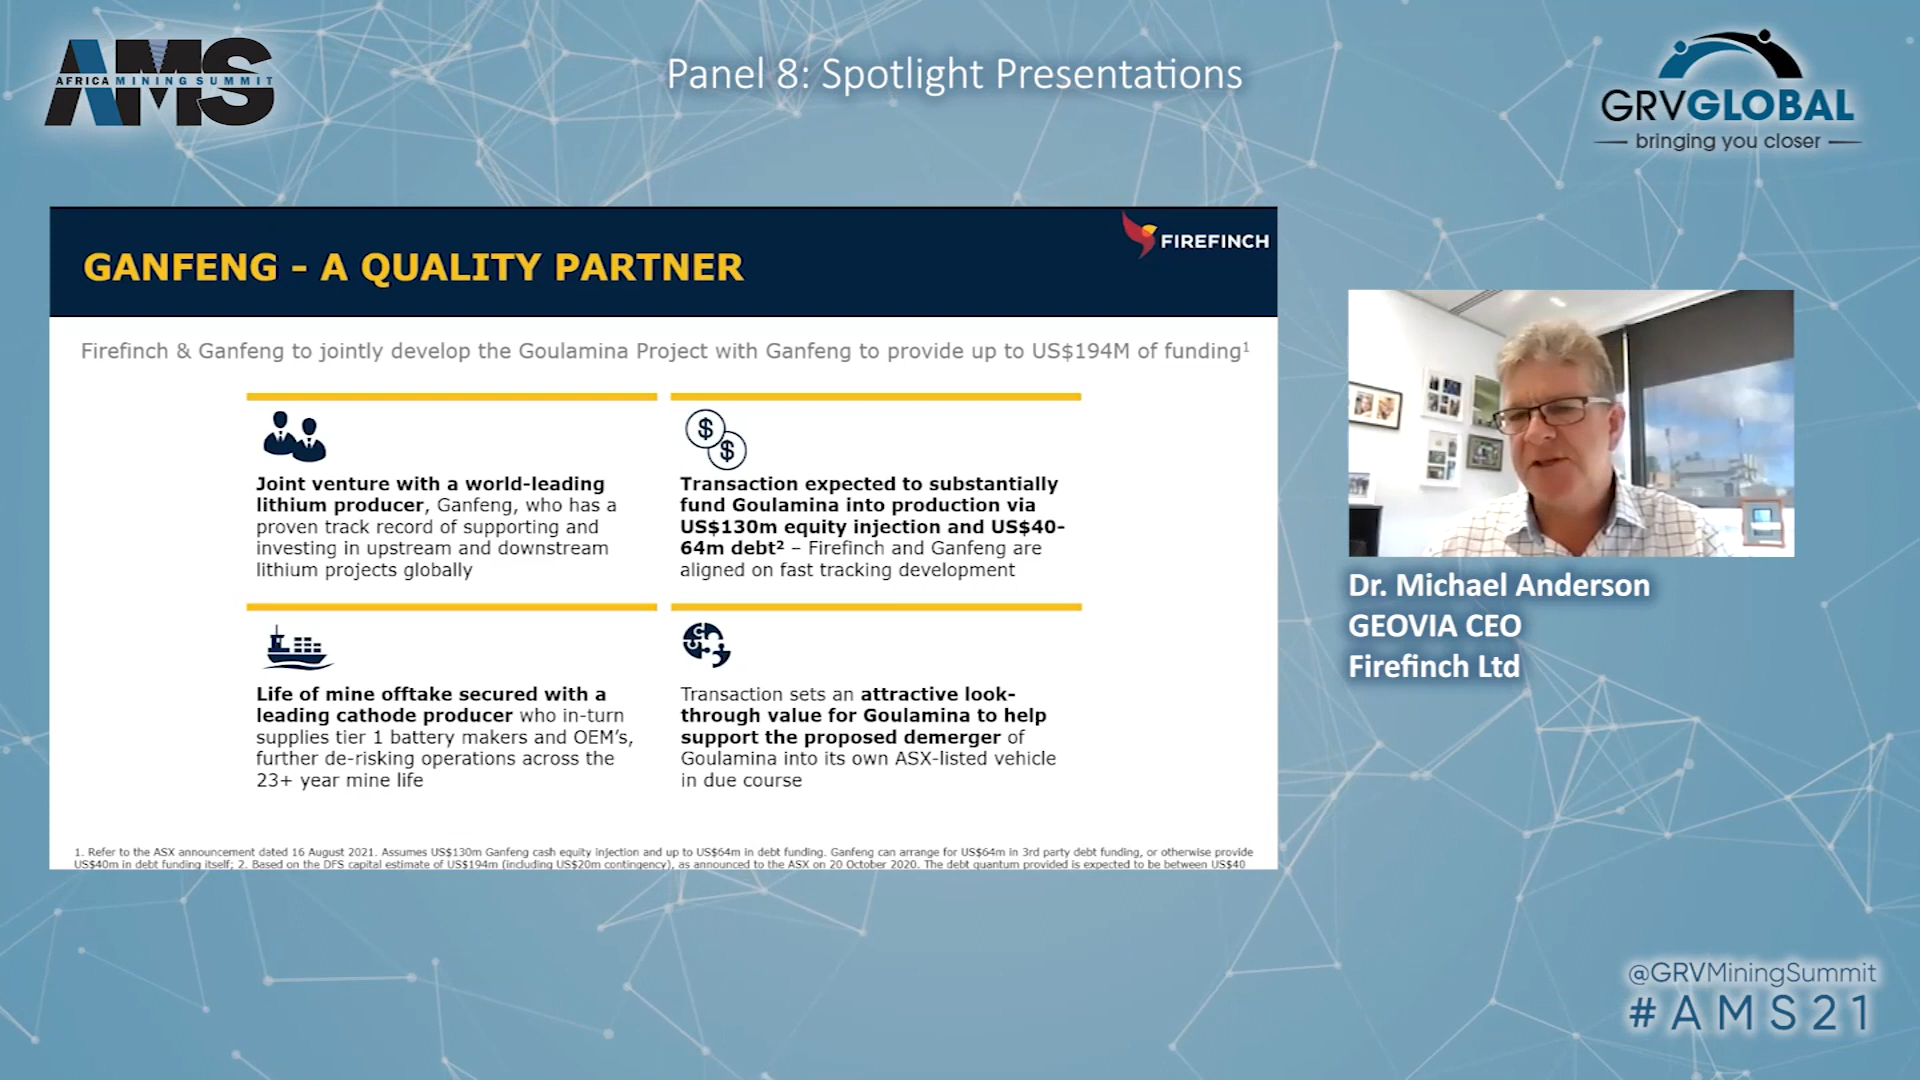 AMS
AFRICA MINING SUMMIT
Panel 8: Spotlight Presentations
GRVGLOBAL
bringing you closer
FIREFINCH
GANFENG - A QUALITY PARTNER
Firefinch & Ganfeng to jointly develop the Goulamina Project with Ganfeng to provide up to US$194M of funding¹
Joint venture with a world-leading
lithium producer, Ganfeng, who has a
proven track record of supporting and
investing in upstream and downstream
lithium projects globally
Transaction expected to substantially
fund Goulamina into production via
US$130m equity injection and US$40-
64m debt² – Firefinch and Ganfeng are
aligned on fast tracking development
Life of mine offtake secured with a
leading cathode producer who in-turn
supplies tier 1 battery makers and OEM's,
further de-risking operations across the
23+ year mine life
Transaction sets an attractive look-
through value for Goulamina to help
support the proposed demerger of
Goulamina into its own ASX-listed vehicle
in due course
1. Refer to the ASX announcement dated 16 August 2021. Assumes US$130m Ganfeng cash equity injection and up to US$64m in debt funding. Ganfeng can arrange for US$64m in 3rd party debt funding, or otherwise provide
US$40m in debt funding itself; 2. Based on the DFS capital estimate of US$194m (including US$20m contingency), as announced to the ASX on 20 October 2020. The debt quantum provided is expected to be between US$40
Dr. Michael Anderson
GEOVIA CEO
Firefinch Ltd
@GRVMiningSummit
#AMS21